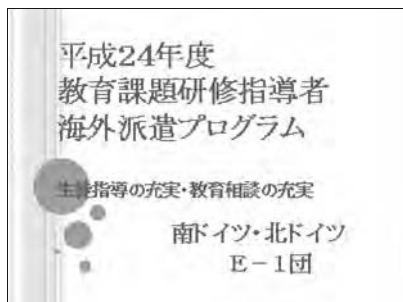 平成24年度
教育課題研修指導者
海外派遣プログラム
生徒指導の充実・教育相談の充実
南ドイツ・北ドイツ
E－1団